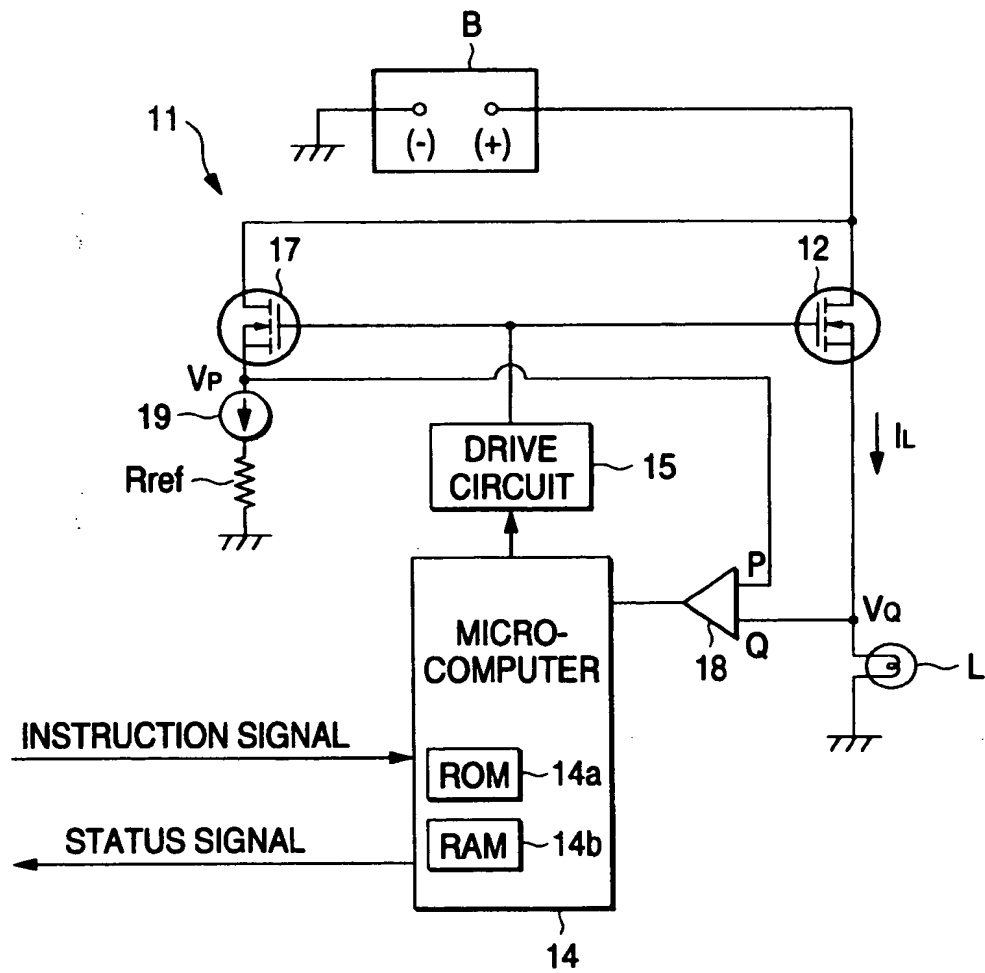 B
11
(-) (+)
17
12
VP
19
Rref
DRIVE
CIRCUIT
15
IL
P
Q
18
VQ
L
MICRO-
COMPUTER
INSTRUCTION SIGNAL
ROM
14a
STATUS SIGNAL
RAM
14b
14